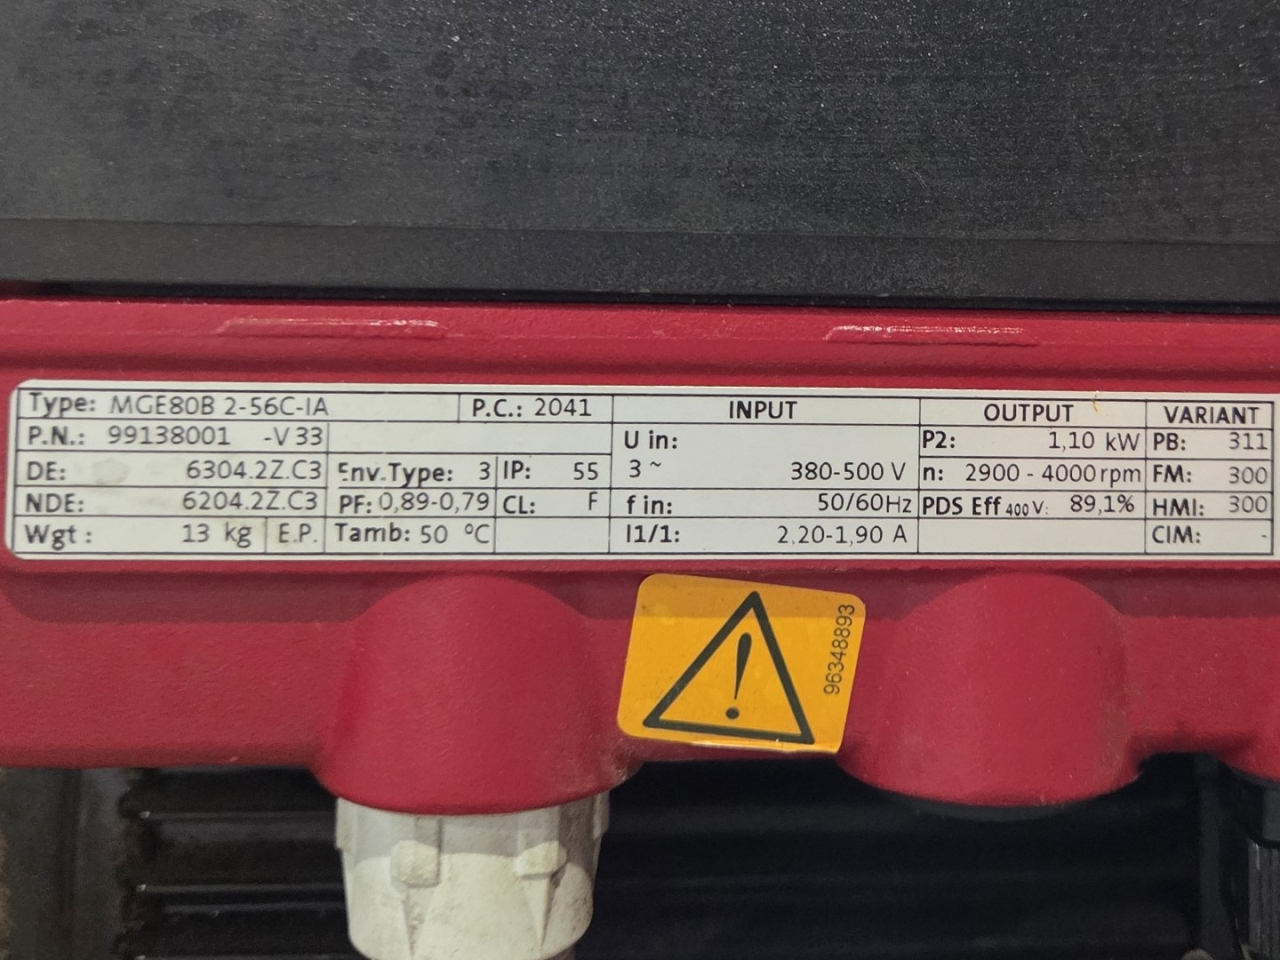 Type: MGE80B 2-56C-IA P.C.: 2041 INPUT OUTPUT VARIANT
P.N.: 99138001 -V33 U in: P2: 1,10 kW PB: 311
DE: 6304.2Z.C3 Env.Type: 3 IP: 55 3 ~ 380-500 V n: 2900 - 4000 rpm FM: 300
NDE: 6204.2Z.C3 PF: 0,89-0,79 CL: F f in: 50/60Hz PDS Eff 400 V: 89,1% HMI: 300
Wgt : 13 kg E.P. Tamb: 50 °C I1/1: 2,20-1,90 A CIM: -
96348893